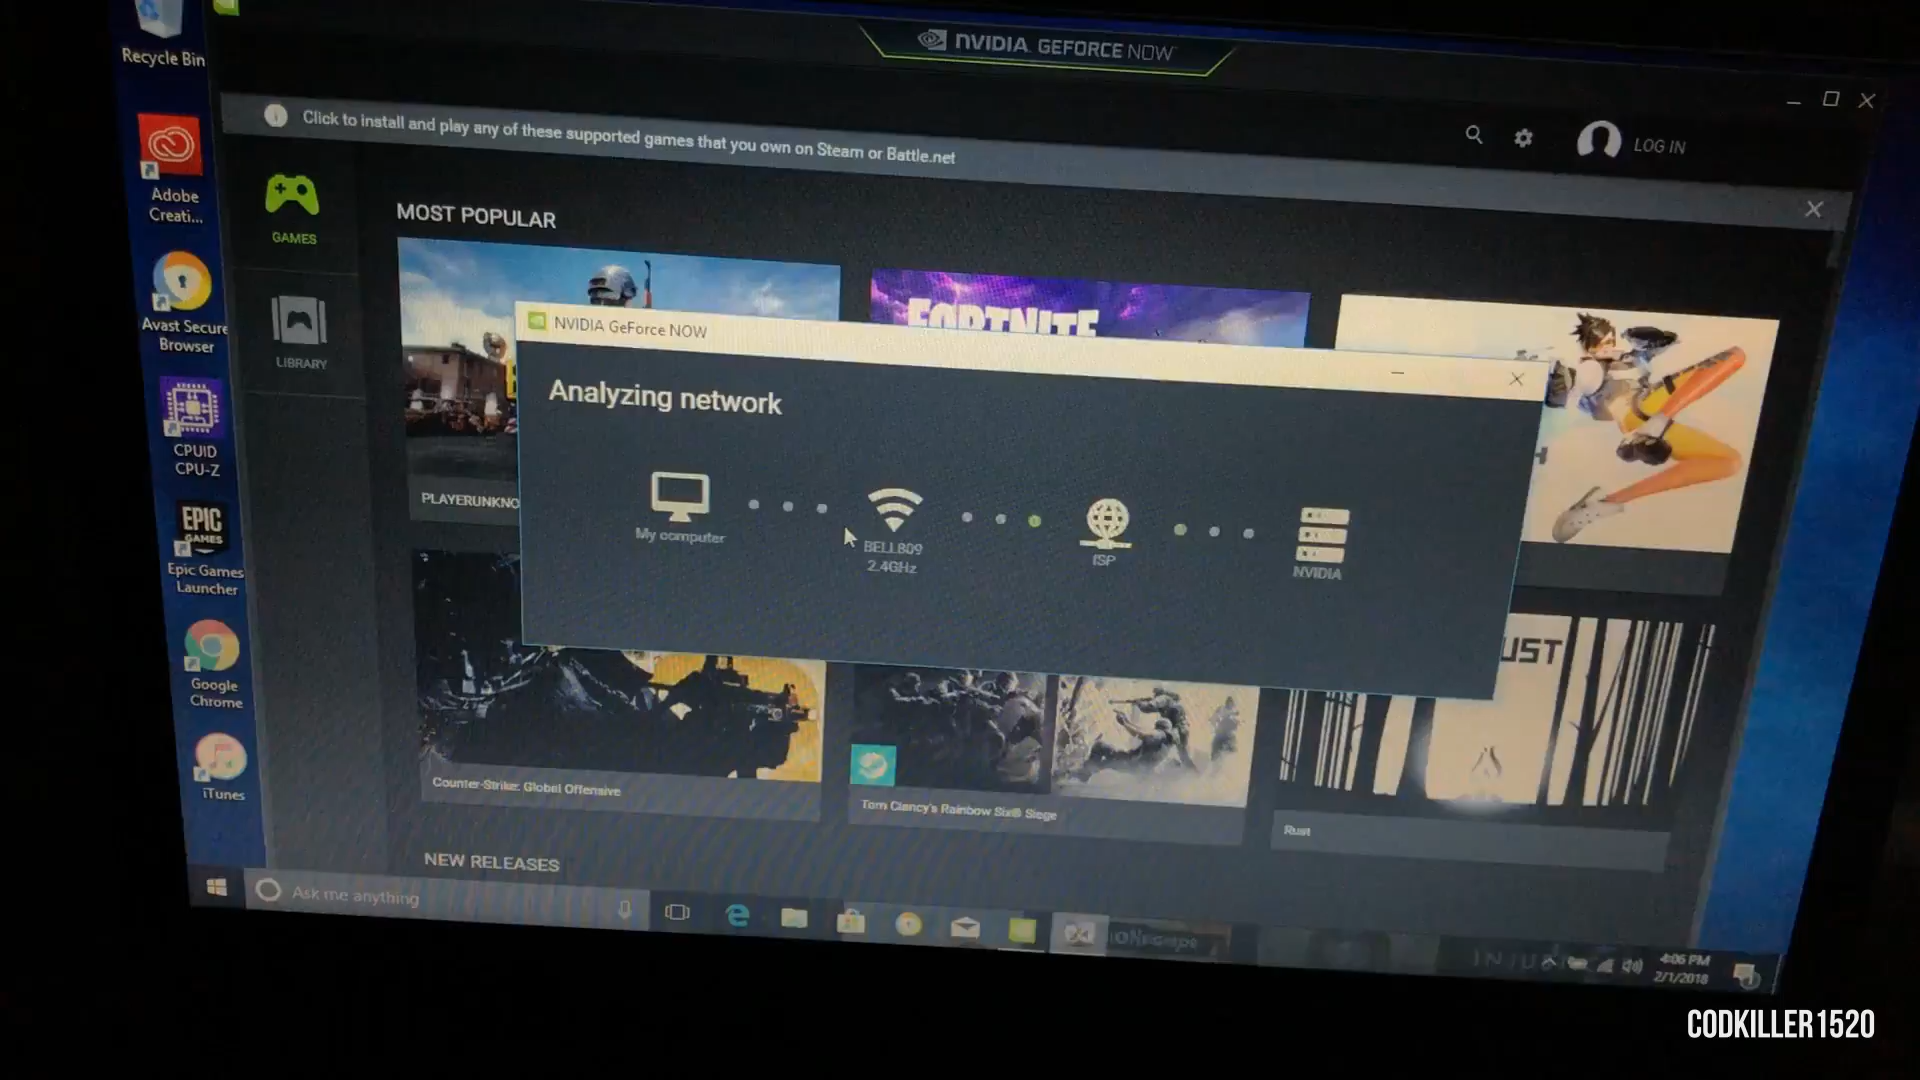 Recycle Bin
NVIDIA GEFORCE NOW
Click to install and play any of these supported games that you own on Steam or Battle.net
LOG IN
Adobe
Creati...
GAMES
MOST POPULAR
FORTNITE
Avast Secure
Browser
LIBRARY
NVIDIA GeForce NOW
Analyzing network
My computer
BELL809
2.4GHz
ISP
NVIDIA
CPUID
CPU-Z
PLAYERUNKNO
EPIC
GAMES
Epic Games
Launcher
UST
Google
Chrome
Counter-Strike: Global Offensive
Tom Clancy's Rainbow Six® Siege
Rust
iTunes
NEW RELEASES
Ask me anything
4:06 PM
2/1/2018
CODKILLER1520